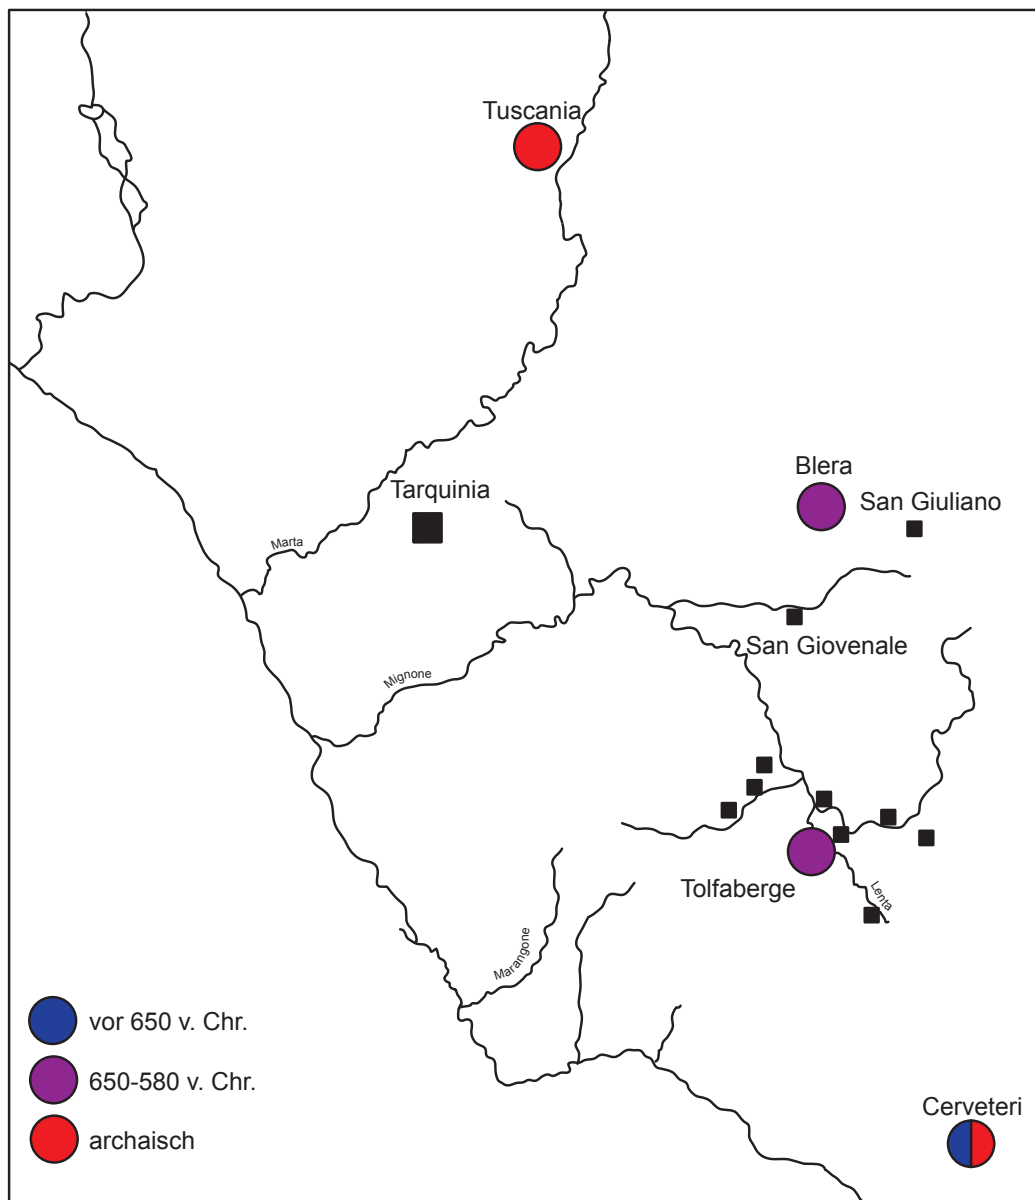 Tuscania
Blera
Tarquinia
San Giuliano
Marta
San Giovenale
Mignone
Tolfaberge
Lenta
Marangone
vor 650 v. Chr.
650-580 v. Chr.
Cerveteri
archaisch